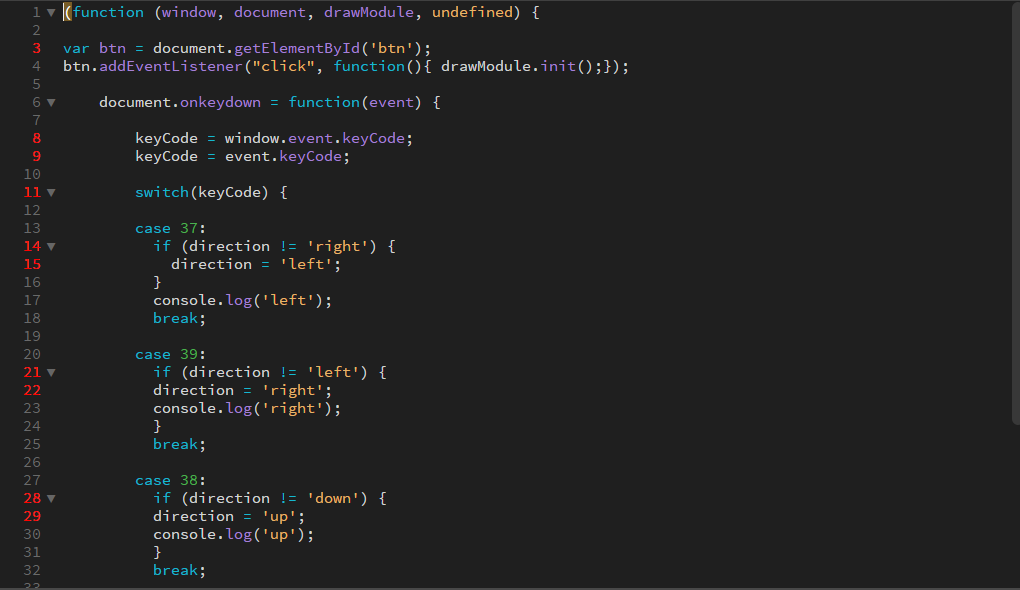 1 (function (window, document, drawModule, undefined) {
2
3 var btn = document.getElementById('btn');
4 btn.addEventListener("click", function(){ drawModule.init();});
5
6 document.onkeydown = function(event) {
7
8 keyCode = window.event.keyCode;
9 keyCode = event.keyCode;
10
11 switch(keyCode) {
12
13 case 37:
14 if (direction != 'right') {
15 direction = 'left';
16 }
17 console.log('left');
18 break;
19
20 case 39:
21 if (direction != 'left') {
22 direction = 'right';
23 console.log('right');
24 }
25 break;
26
27 case 38:
28 if (direction != 'down') {
29 direction = 'up';
30 console.log('up');
31 }
32 break;
33